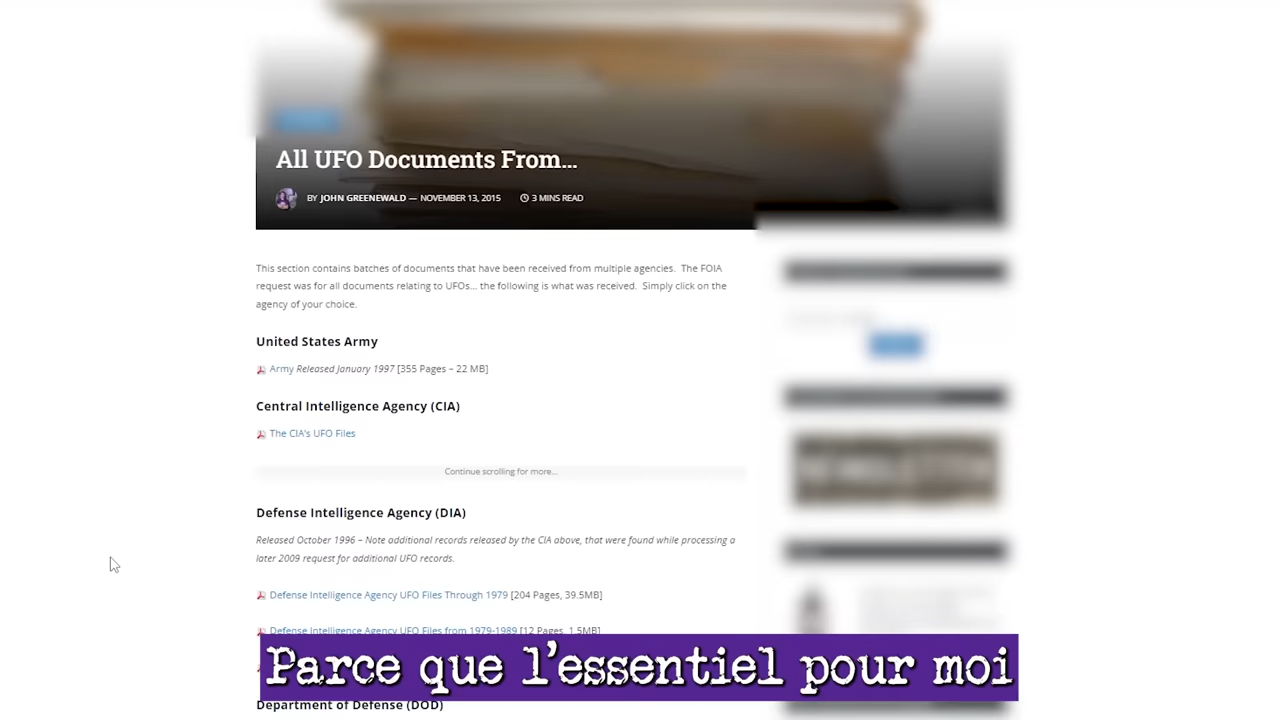 All UFO Documents From...
BY JOHN GREENEWALD — NOVEMBER 13, 2015 3 MINS READ
This section contains batches of documents that have been received from multiple agencies. The FOIA
request was for all documents relating to UFOs... the following is what was received. Simply click on the
agency of your choice.
United States Army
Army Released January 1997 [355 Pages – 22 MB]
Central Intelligence Agency (CIA)
The CIA's UFO Files
Continue scrolling for more...
Defense Intelligence Agency (DIA)
Released October 1996 – Note additional records released by the CIA above, that were found while processing a
later 2009 request for additional UFO records.
Defense Intelligence Agency UFO Files Through 1979 [204 Pages, 39.5MB]
Defense Intelligence Agency UFO Files from 1979-1989 [12 Pages, 1.5MB]
Parce que l'essentiel pour moi
Department of Defense (DOD)